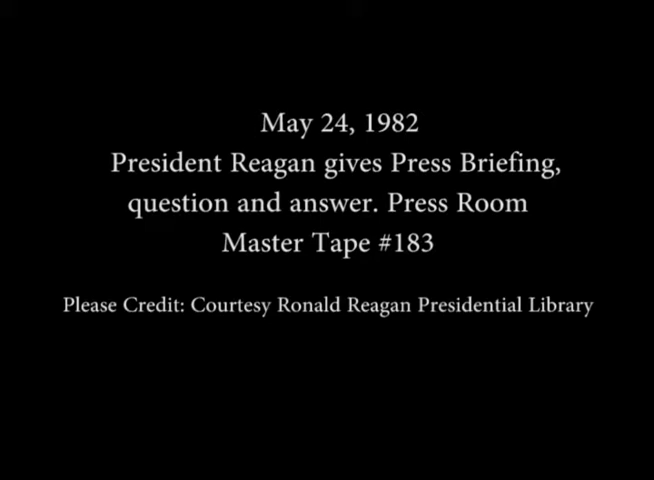 May 24, 1982
President Reagan gives Press Briefing,
question and answer. Press Room
Master Tape #183
Please Credit: Courtesy Ronald Reagan Presidential Library